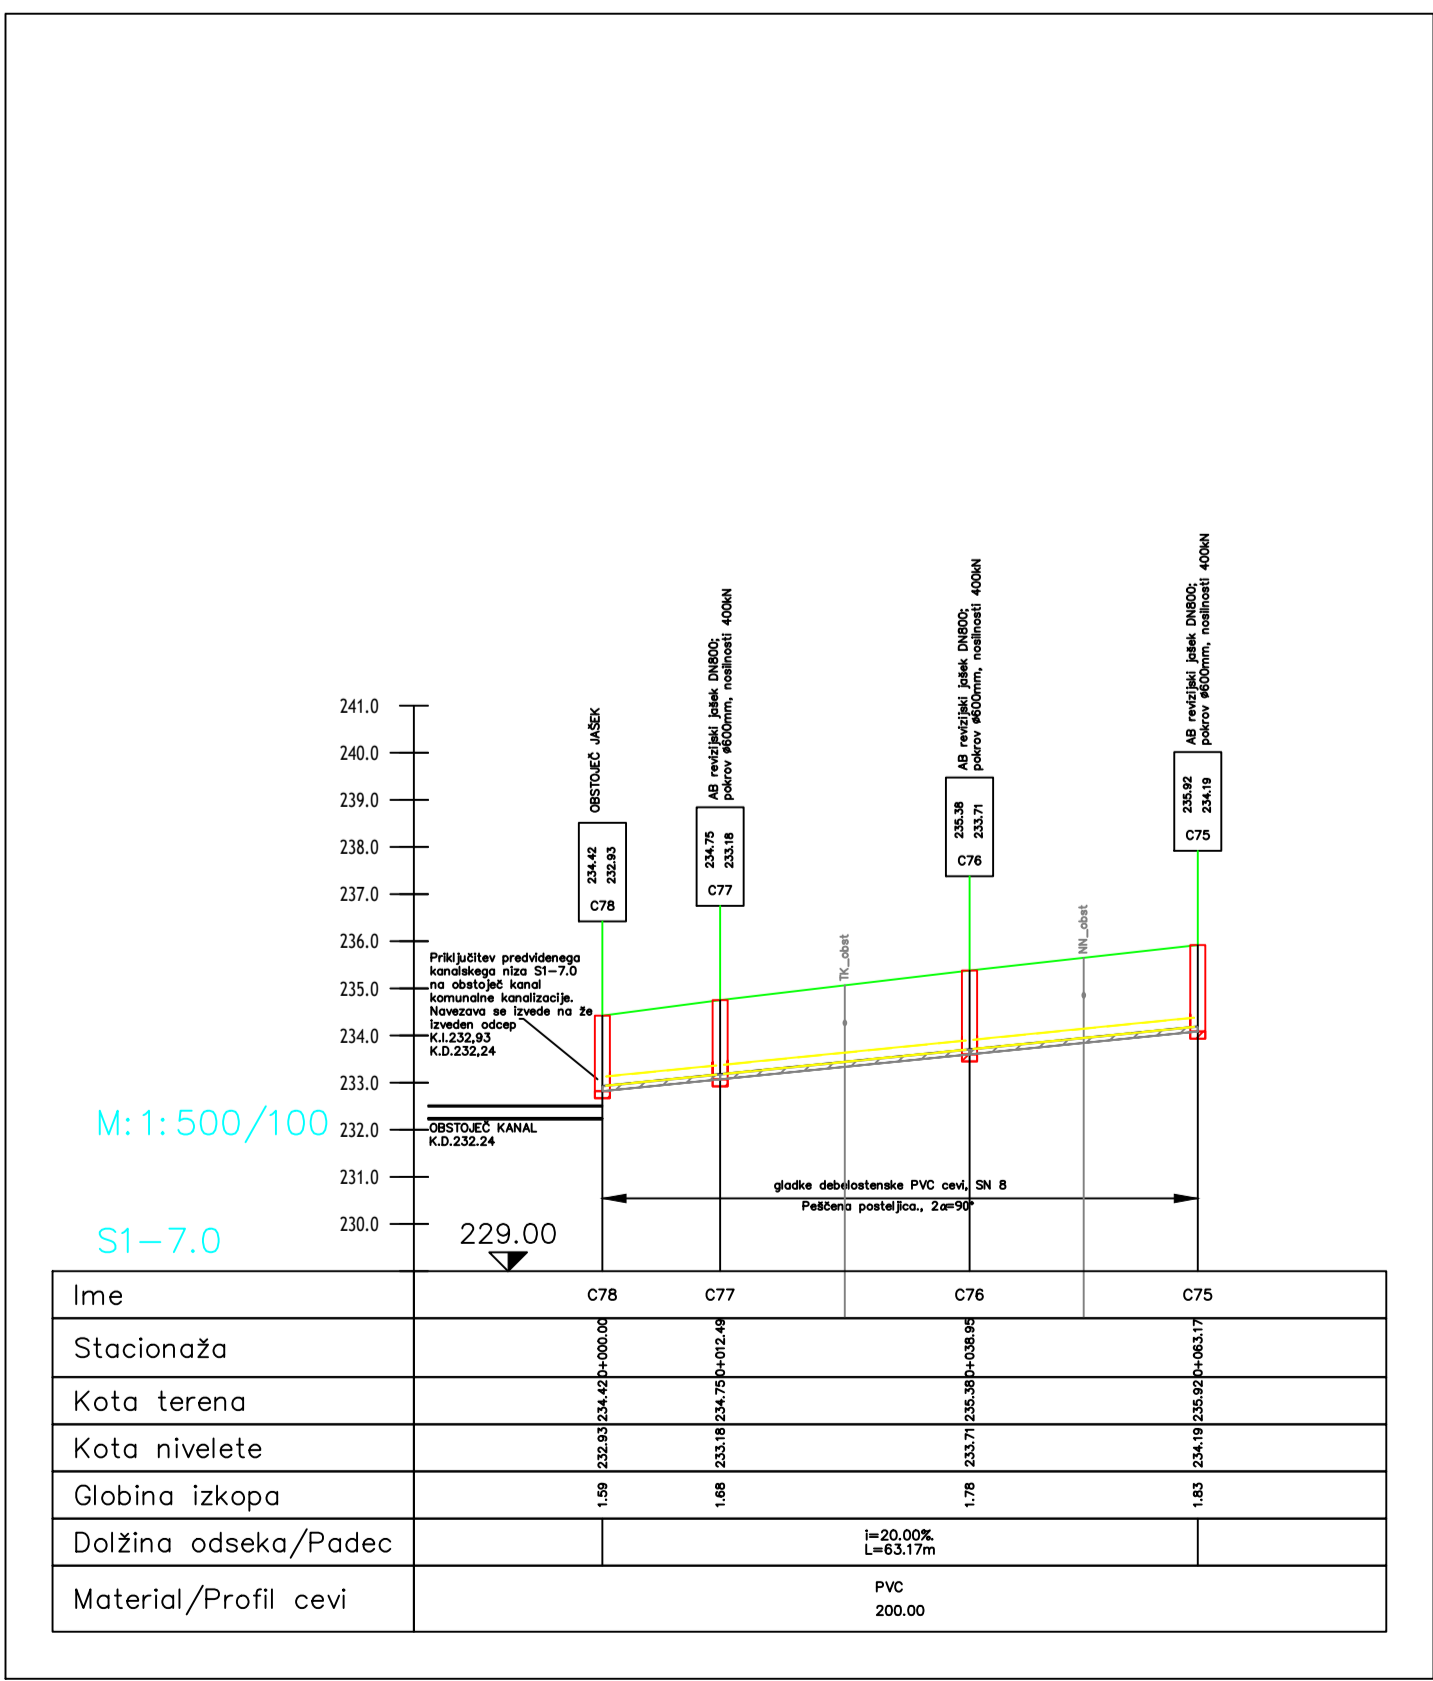 OBSTOJEČ JAŠEK
234.42
232.93
C78
AB revizijski jašek DN800;
pokrov ø600mm, nosilnosti 400kN
234.75
233.18
C77
AB revizijski jašek DN800;
pokrov ø600mm, nosilnosti 400kN
235.38
233.71
C76
AB revizijski jašek DN800;
pokrov ø600mm, nosilnosti 400kN
235.92
234.19
C75
241.0
240.0
239.0
238.0
237.0
236.0
235.0
234.0
233.0
232.0
231.0
230.0
Priključitev predvidenega
kanalskega niza S1-7.0
na obstoječ kanal
komunalne kanalizacije.
Navezava se izvede na že
izveden odcep
K.I.232,93
K.D.232,24
TK_obst
NN_obst
M:1:500/100
OBSTOJEČ KANAL
K.D.232.24
gladke debelostenske PVC cevi, SN 8
Peščena posteljica., 2α=90°
S1-7.0
229.00
Ime C78 C77 C76 C75
Stacionaža 0+000.00 0+012.49 0+038.95 0+063.17
Kota terena 234.42 234.75 235.38 235.92
Kota nivelete 232.93 233.18 233.71 234.19
Globina izkopa 1.59 1.68 1.78 1.83
Dolžina odseka/Padec
i=20.00‰
L=63.17m
Material/Profil cevi
PVC
200.00